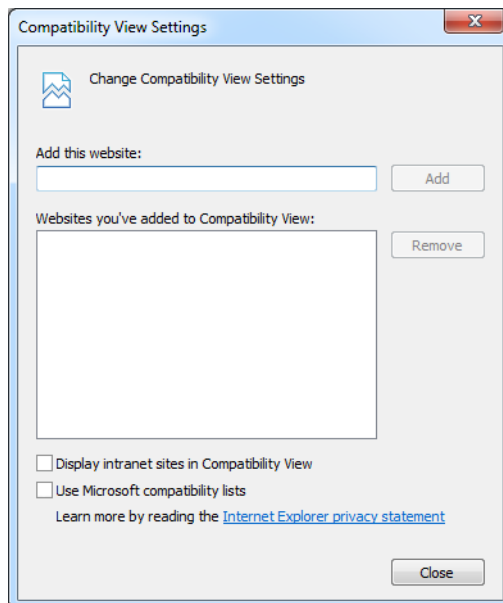 Compatibility View Settings
Change Compatibility View Settings
Add this website:
Add
Websites you've added to Compatibility View:
Remove
Display intranet sites in Compatibility View
Use Microsoft compatibility lists
Learn more by reading the Internet Explorer privacy statement
Close